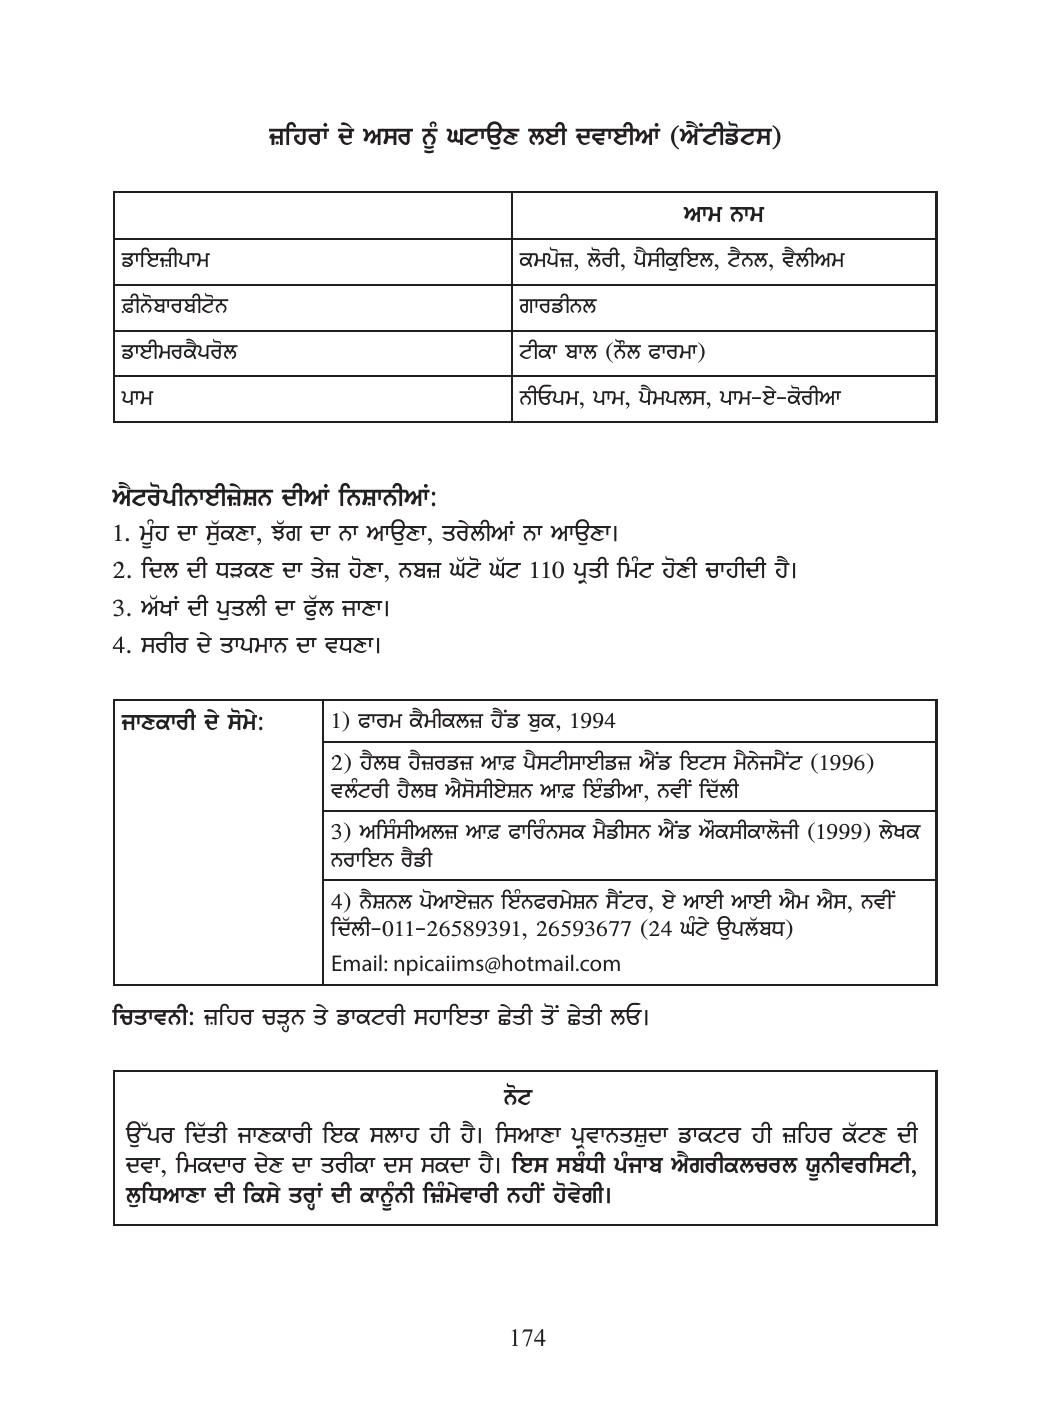 ਜ਼ਹਿਰਾਂ ਦੇ ਅਸਰ ਨੂੰ ਘਟਾਉਣ ਲਈ ਦਵਾਈਆਂ (ਐਂਟੀਡੋਟਸ)
ਆਮ ਨਾਮ
ਡਾਇਜ਼ੀਪਾਮ ਕਮਪੋਜ਼, ਲੋਰੀ, ਪੈਸੀਕੁਇਲ, ਟੈਨਲ, ਵੈਲੀਅਮ
ਫ਼ੀਨੋਬਾਰਬੀਟੋਨ ਗਾਰਡੀਨਲ
ਡਾਈਮਰਕੈਪਰੋਲ ਟੀਕਾ ਬਾਲ (ਨੌਲ ਫਾਰਮਾ)
ਪਾਮ ਨੀਓਪਮ, ਪਾਮ, ਪੈਮਪਲਸ, ਪਾਮ-ਏ-ਕੋਰੀਆ
ਐਟਰੋਪੀਨਾਈਜ਼ੇਸ਼ਨ ਦੀਆਂ ਨਿਸ਼ਾਨੀਆਂ:
1. ਮੂੰਹ ਦਾ ਸੁੱਕਣਾ, ਝੱਗ ਦਾ ਨਾ ਆਉਣਾ, ਤਰੇਲੀਆਂ ਨਾ ਆਉਣਾ।
2. ਦਿਲ ਦੀ ਧੜਕਣ ਦਾ ਤੇਜ਼ ਹੋਣਾ, ਨਬਜ਼ ਘੱਟੋ ਘੱਟ 110 ਪ੍ਰਤੀ ਮਿੰਟ ਹੋਣੀ ਚਾਹੀਦੀ ਹੈ।
3. ਅੱਖਾਂ ਦੀ ਪੁਤਲੀ ਦਾ ਫੁੱਲ ਜਾਣਾ।
4. ਸਰੀਰ ਦੇ ਤਾਪਮਾਨ ਦਾ ਵਧਣਾ।
ਜਾਣਕਾਰੀ ਦੇ ਸੋਮੇ: 1) ਫਾਰਮ ਕੈਮੀਕਲਜ਼ ਹੈਂਡ ਬੁਕ, 1994
2) ਹੈਲਥ ਹੈਜ਼ਰਡਜ਼ ਆਫ਼ ਪੈਸਟੀਸਾਈਡਜ਼ ਐਂਡ ਇਟਸ ਮੈਨੇਜਮੈਂਟ (1996)
ਵਲੰਟਰੀ ਹੈਲਥ ਐਸੋਸੀਏਸ਼ਨ ਆਫ਼ ਇੰਡੀਆ, ਨਵੀਂ ਦਿੱਲੀ
3) ਅਸਿੰਸੀਅਲਜ਼ ਆਫ਼ ਫਾਰਿੰਨਸਕ ਮੈਡੀਸਨ ਐਂਡ ਔਕਸੀਕਾਲੋਜੀ (1999) ਲੇਖਕ
ਨਰਾਇਨ ਰੈਡੀ
4) ਨੈਸ਼ਨਲ ਪੋਆਏਜ਼ਨ ਇੰਨਫਰਮੇਸ਼ਨ ਸੈਂਟਰ, ਏ ਆਈ ਆਈ ਐਮ ਐਸ, ਨਵੀਂ
ਦਿੱਲੀ-011-26589391, 26593677 (24 ਘੰਟੇ ਉਪਲੱਬਧ)
Email: npicaiims@hotmail.com
ਚਿਤਾਵਨੀ: ਜ਼ਹਿਰ ਚੜ੍ਹਨ ਤੇ ਡਾਕਟਰੀ ਸਹਾਇਤਾ ਛੇਤੀ ਤੋਂ ਛੇਤੀ ਲਓ।
ਨੋਟ
ਉੱਪਰ ਦਿੱਤੀ ਜਾਣਕਾਰੀ ਇਕ ਸਲਾਹ ਹੀ ਹੈ। ਸਿਆਣਾ ਪ੍ਰਵਾਨਤਸ਼ੁਦਾ ਡਾਕਟਰ ਹੀ ਜ਼ਹਿਰ ਕੱਟਣ ਦੀ
ਦਵਾ, ਮਿਕਦਾਰ ਦੇਣ ਦਾ ਤਰੀਕਾ ਦਸ ਸਕਦਾ ਹੈ। ਇਸ ਸਬੰਧੀ ਪੰਜਾਬ ਐਗਰੀਕਲਚਰਲ ਯੂਨੀਵਰਸਿਟੀ,
ਲੁਧਿਆਣਾ ਦੀ ਕਿਸੇ ਤਰ੍ਹਾਂ ਦੀ ਕਾਨੂੰਨੀ ਜ਼ਿੰਮੇਵਾਰੀ ਨਹੀਂ ਹੋਵੇਗੀ।
174